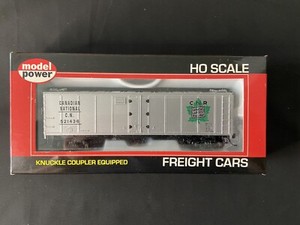 model
power
HO SCALE
CANADIAN
NATIONAL
C.N.
C.N.R
KNUCKLE COUPLER EQUIPPED
FREIGHT CARS